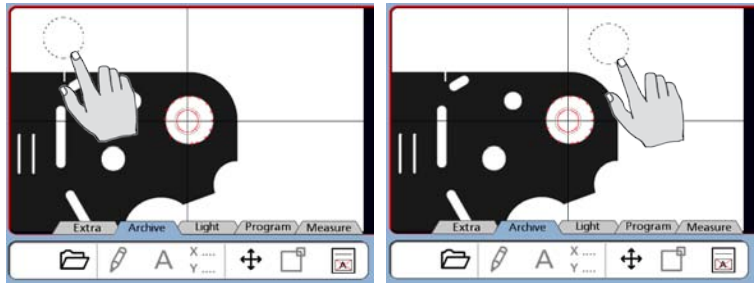 Extra Archive Light Program Measure
A X .... A
Y ....
Extra Archive Light Program Measure
A X .... A
Y ....